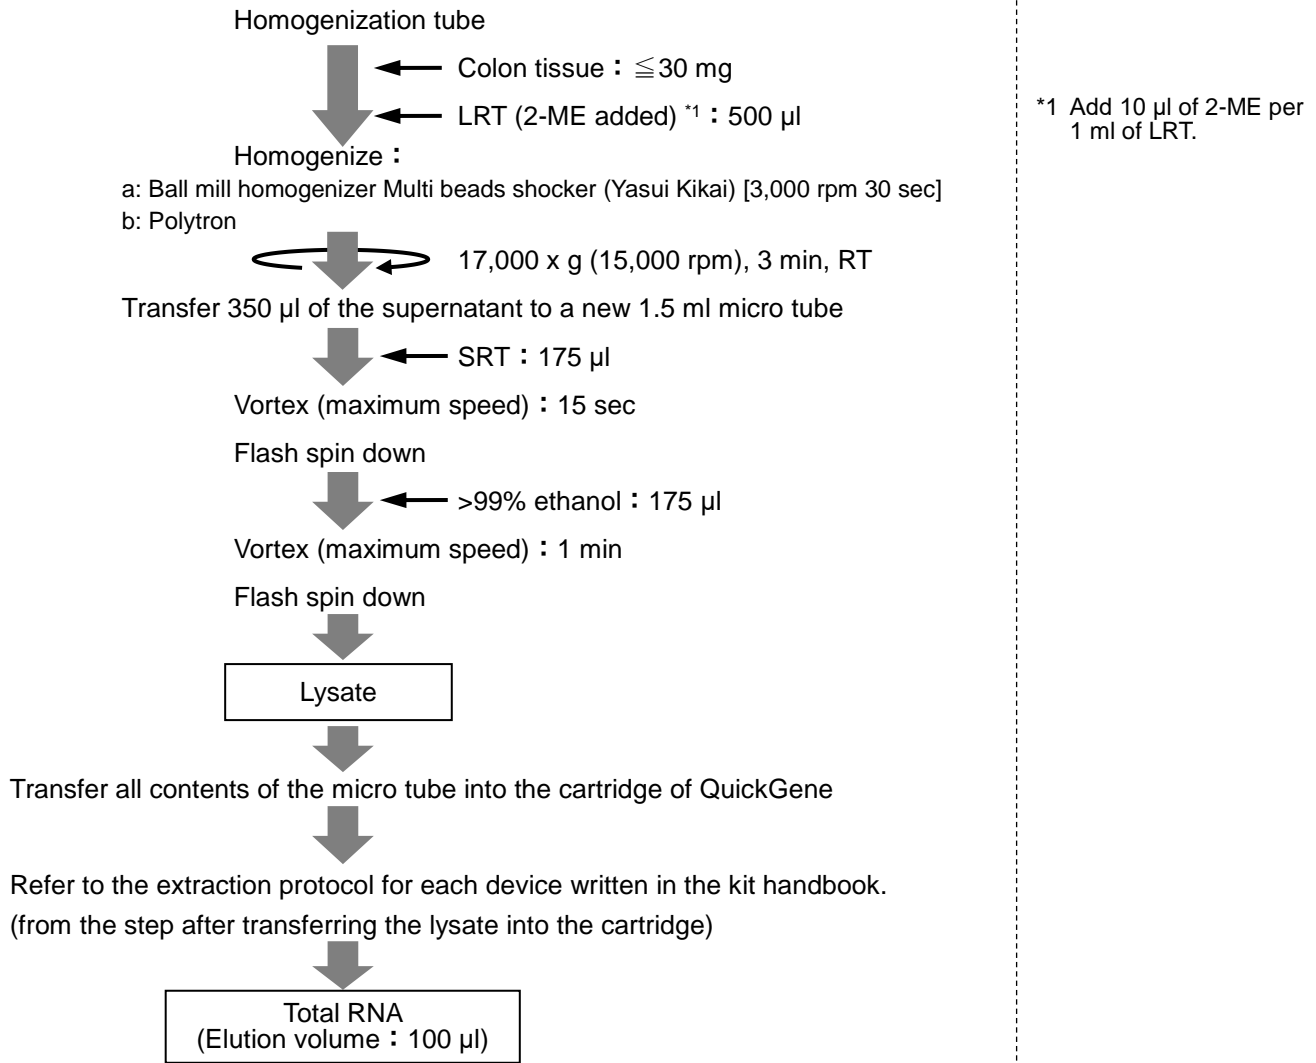 Homogenization tube
Colon tissue：≦30 mg
LRT (2-ME added) *1：500 µl
*1 Add 10 µl of 2-ME per
1 ml of LRT.
Homogenize：
a: Ball mill homogenizer Multi beads shocker (Yasui Kikai) [3,000 rpm 30 sec]
b: Polytron
17,000 x g (15,000 rpm), 3 min, RT
Transfer 350 µl of the supernatant to a new 1.5 ml micro tube
SRT：175 µl
Vortex (maximum speed)：15 sec
Flash spin down
>99% ethanol：175 µl
Vortex (maximum speed)：1 min
Flash spin down
Lysate
Transfer all contents of the micro tube into the cartridge of QuickGene
Refer to the extraction protocol for each device written in the kit handbook.
(from the step after transferring the lysate into the cartridge)
Total RNA
(Elution volume：100 µl)